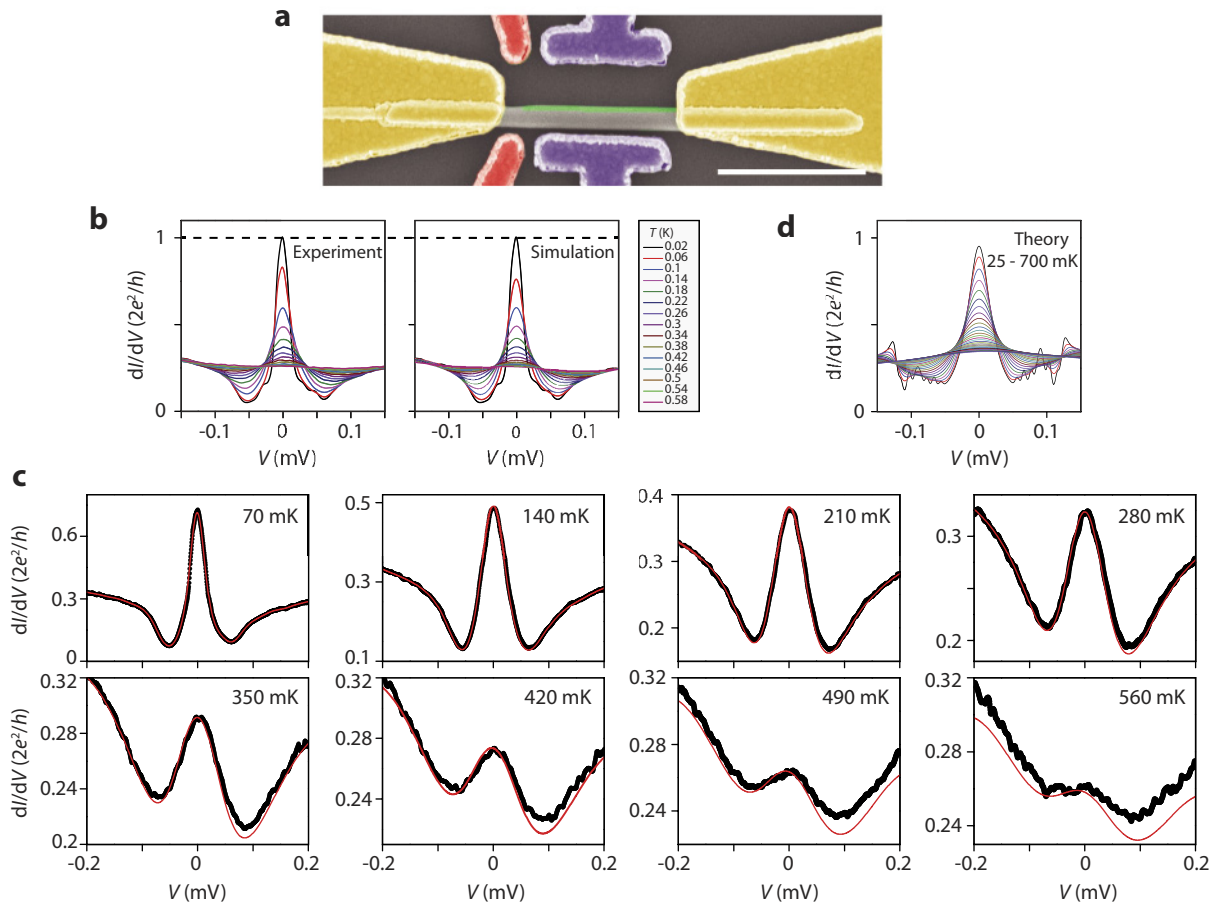 a
b
1
0
dI/dV (2e²/h)
Experiment
-0.1
0
0.1
V (mV)
Simulation
-0.1
0
0.1
V (mV)
T (K)
0.02
0.06
0.1
0.14
0.18
0.22
0.26
0.3
0.34
0.38
0.42
0.46
0.5
0.54
0.58
d
1
0
dI/dV (2e²/h)
Theory
25 - 700 mK
-0.1
0
0.1
V (mV)
c
dI/dV (2e²/h)
0.6
0.3
0
70 mK
0.5
0.3
0.1
140 mK
0.4
0.3
0.2
210 mK
0.3
0.2
280 mK
dI/dV (2e²/h)
0.32
0.28
0.24
0.2
350 mK
-0.2
0
0.2
V (mV)
0.32
0.28
0.24
420 mK
-0.2
0
0.2
V (mV)
0.32
0.28
0.24
490 mK
-0.2
0
0.2
V (mV)
0.32
0.28
0.24
560 mK
-0.2
0
0.2
V (mV)